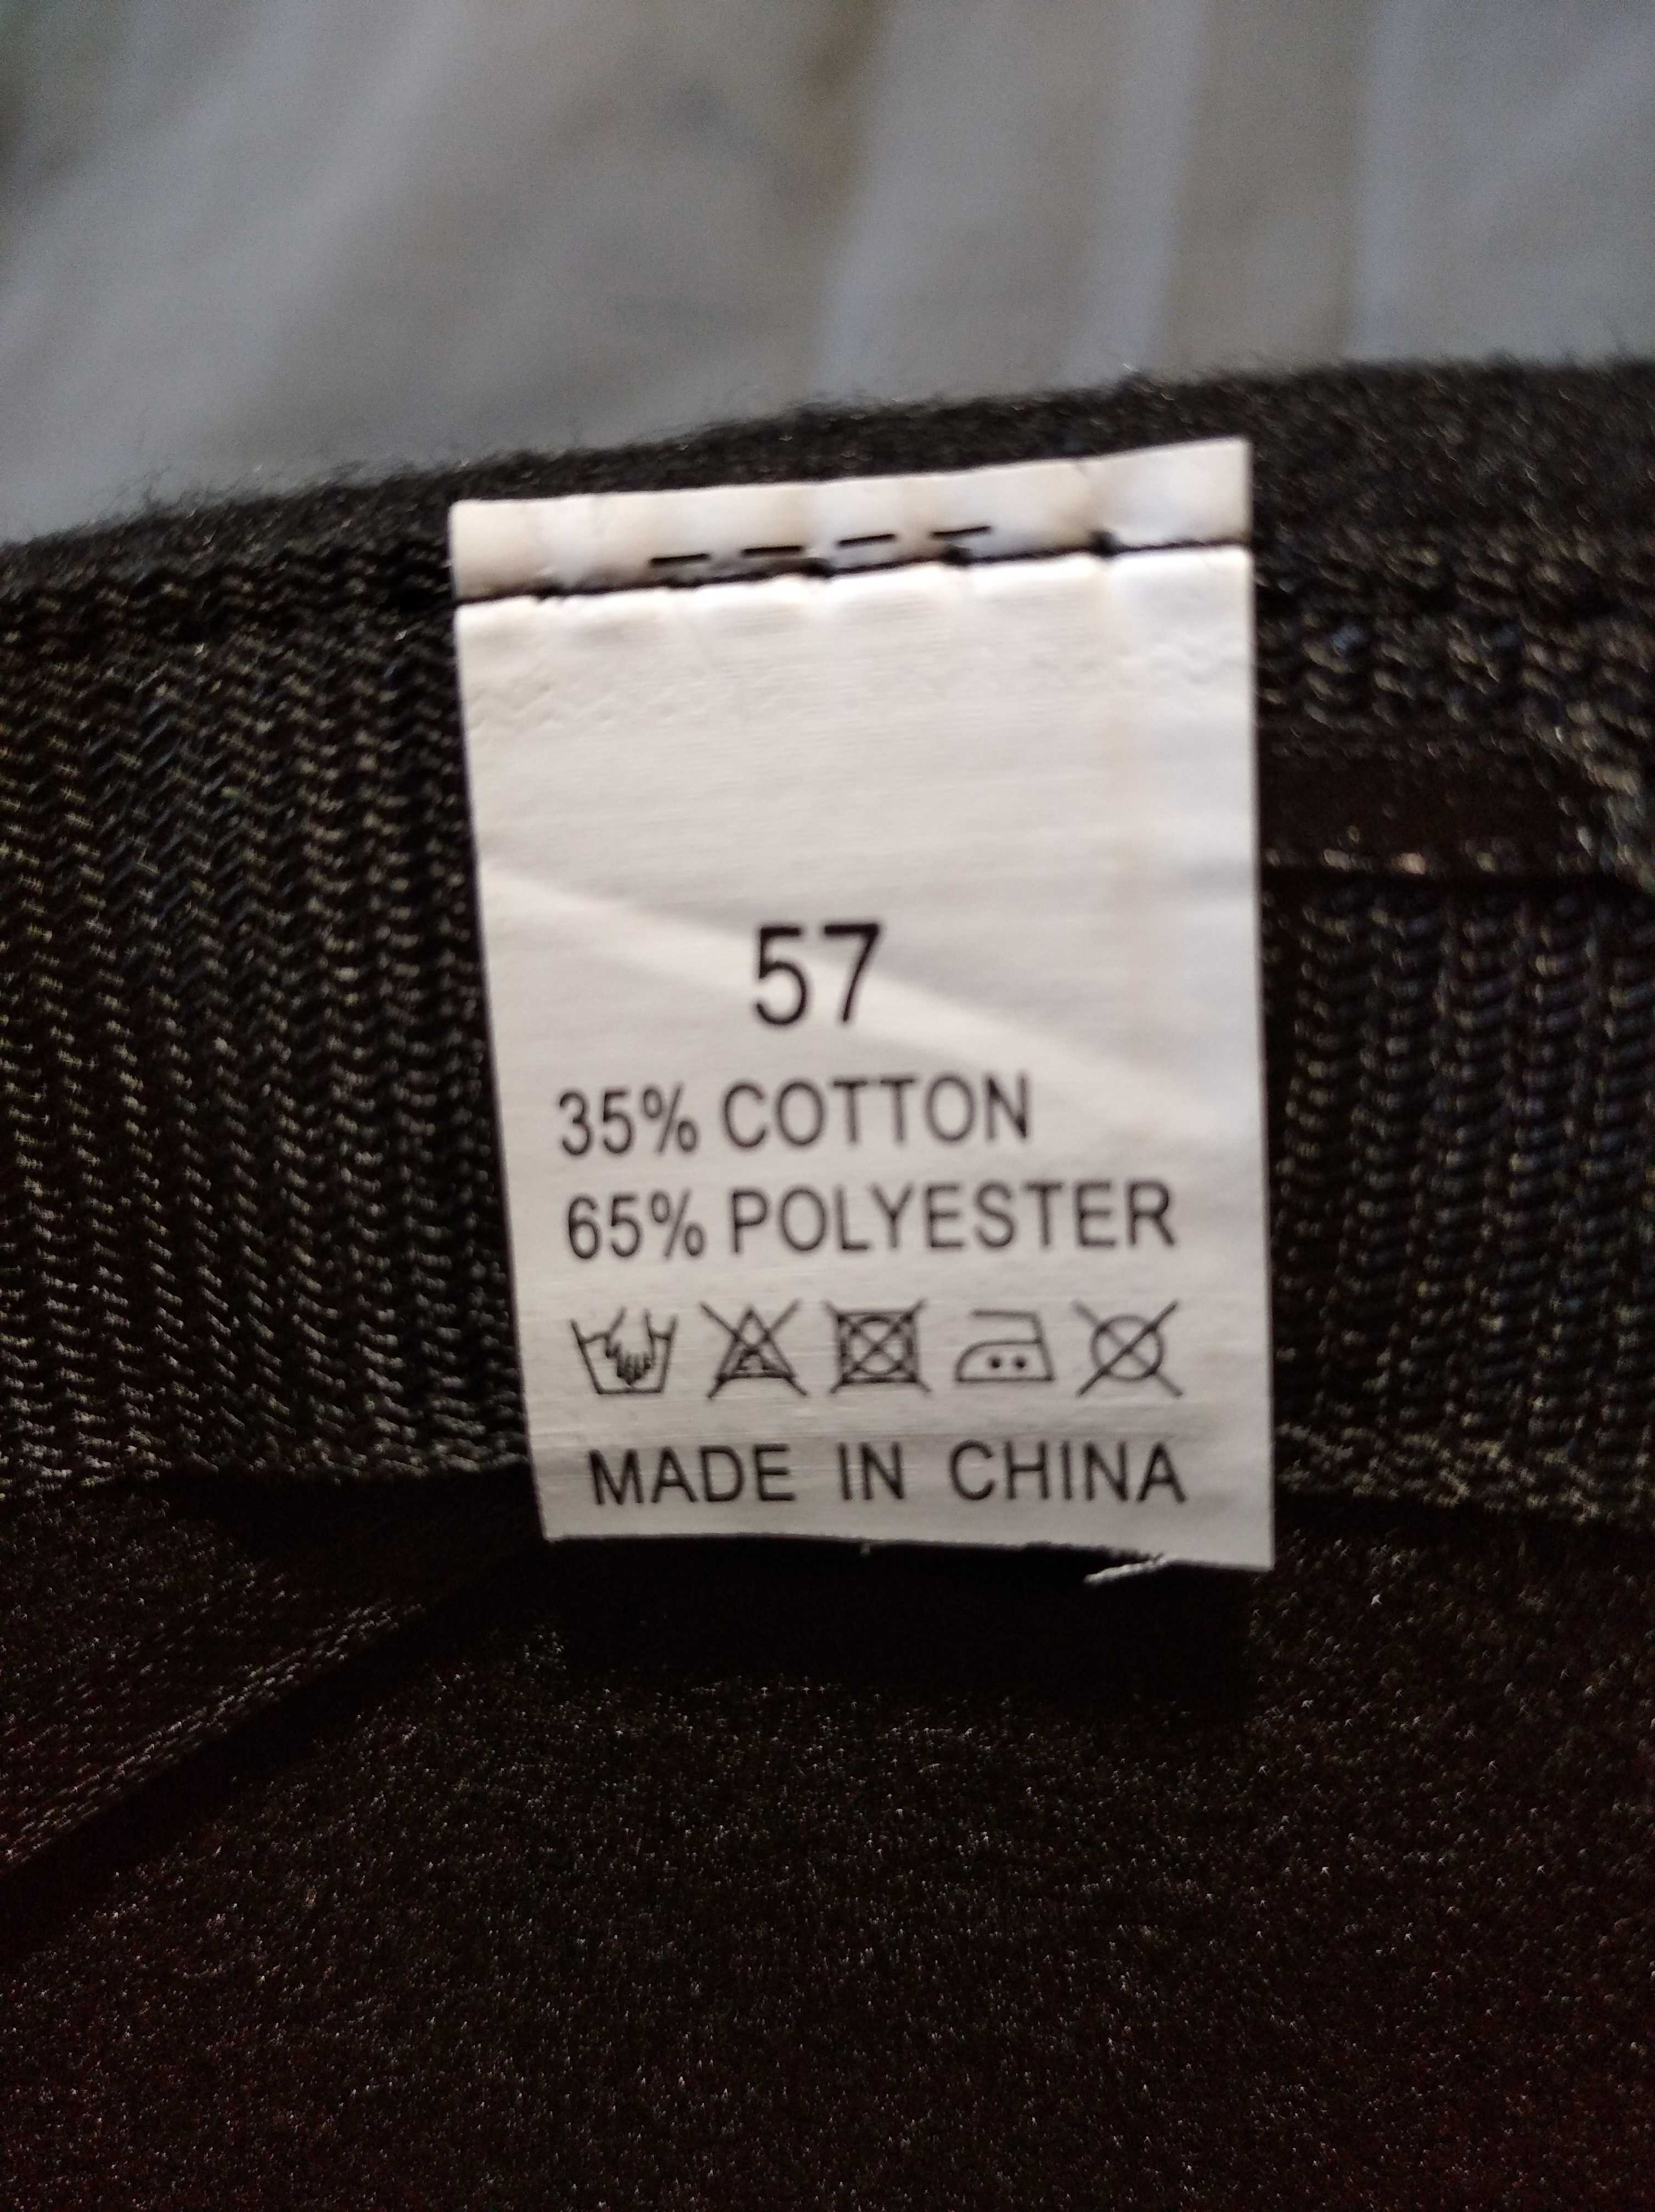 57
35% COTTON
65% POLYESTER
MADE IN CHINA